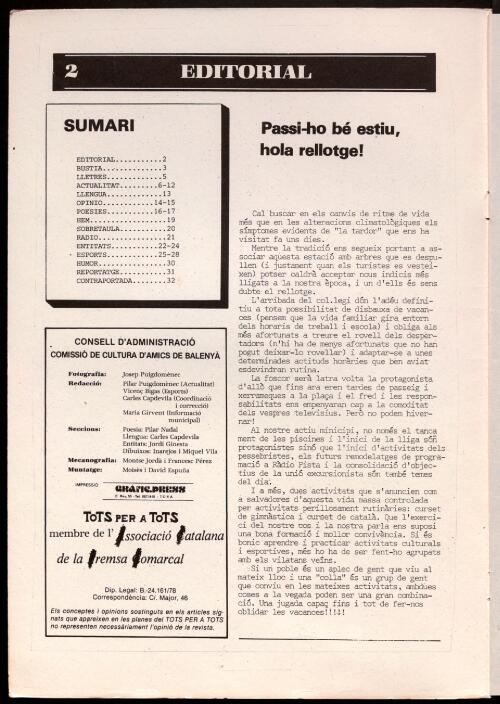 2 EDITORIAL
SUMARI
EDITORIAL...........2
BUSTIA..............3
LLETRES.............5
ACTUALITAT.........6-12
LLENGUA.............13
OPINIO............14-15
POESIES...........16-17
HEM.................19
SOBRETAULA..........20
RADIO...............21
ENTITATS..........22-24
ESPORTS...........25-28
HUMOR...............30
REPORTATGE..........31
CONTRAPORTADA.......32
CONSELL D'ADMINISTRACIÓ
COMISSIÓ DE CULTURA D'AMICS DE BALENYÀ
Fotografia: Josep Puigdomènec
Redacció: Pilar Puigdomènec (Actualitat)
Vicenç Bigas (Esports)
Carles Capdevila (Coordinació
i correcció)
Maria Girvent (Informació
municipal)
Seccions: Poesia: Pilar Nadal
Llengua: Carles Capdevila
Entitats: Jordi Ginesta
Dibuixos: Inarejos i Miquel Vila
Mecanografia: Montse Jordà i Francesc Pérez
Muntatge: Moisès i David Espuña
IMPRESSIO
GRÀFIC-PRESS
TOTS PER A TOTS
membre de l'Associació Catalana
de la Premsa Comarcal
Dip. Legal: B-24.161/78
Correspondència: C/. Major, 46
Els conceptes i opinions sostinguts en els articles sig-
nats que apareixen en les planes del TOTS PER A TOTS
no representen necessàriament l'opinió de la revista.
Passi-ho bé estiu,
hola rellotge!
Cal buscar en els canvis de ritme de vida
més que en les alteracions climatològiques els
símptomes evidents de "la tardor" que ens ha
visitat fa uns dies.
Mentre la tradició ens segueix portant a as-
sociar aquesta estació amb arbres que es despu-
llen (i justament quan els turistes es vestei-
xen) potser caldrà acceptar nous indicis més
lligats a la nostra època, i un d'ells és sens
dubte el rellotge.
L'arribada del col.legi dón l'adéu defini-
tiu a tota possibilitat de disbauxa de vacan-
ces (pensem que la vida familiar gira entorn
dels horaris de treball i escola) i obliga als
més afortunats a treure el rovell dels desper-
tadors (n'hi ha de menys afortunats que no han
pogut deixar-lo rovellar) i adaptar-se a unes
determinades actituds horàries que ben aviat
esdevindran rutina.
La foscor serà latra volta la protagonista
d'allò que fins ara eren tardes de passeig i
xerrameques a la plaça i el fred i les respon-
sabilitats ens empenyaran cap a la comoditat
dels vespres televisius. Però no podem hiver-
nar!
Al nostre actiu minicipi, no només el tanca
ment de les piscines i l'inici de la lliga són
protagonistes sinó que l'inici d'activitats dels
pessebristes, els futurs remodelatges de progra-
mació a Ràdio Pista i la consolidació d'objec-
tius de la unió excursionista són també temes
del dia.
I a més, dues activitats que s'anuncien com
a salvadores d'aquesta vida massa controlada
per activitats perillosament rutinàries: curset
de gimnàstica i curset de català. Que l'exerci-
ci del nostre cos i la nostra parla ens suposi
una bona formació i mollor convivència. Si és
bonic aprendre i practicar activitats culturals
i esportives, més ho ha de ser fent-ho agrupats
amb els vilatans veïns.
Si un poble és un aplec de gent que viu al
mateix lloc i una "colla" és un grup de gent
que conviu en les mateixes activitats, ambdues
coses a la vegada poden ser una gran combina-
ció. Una jugada capaç fins i tot de fer-nos
oblidar les vacances!!!!!